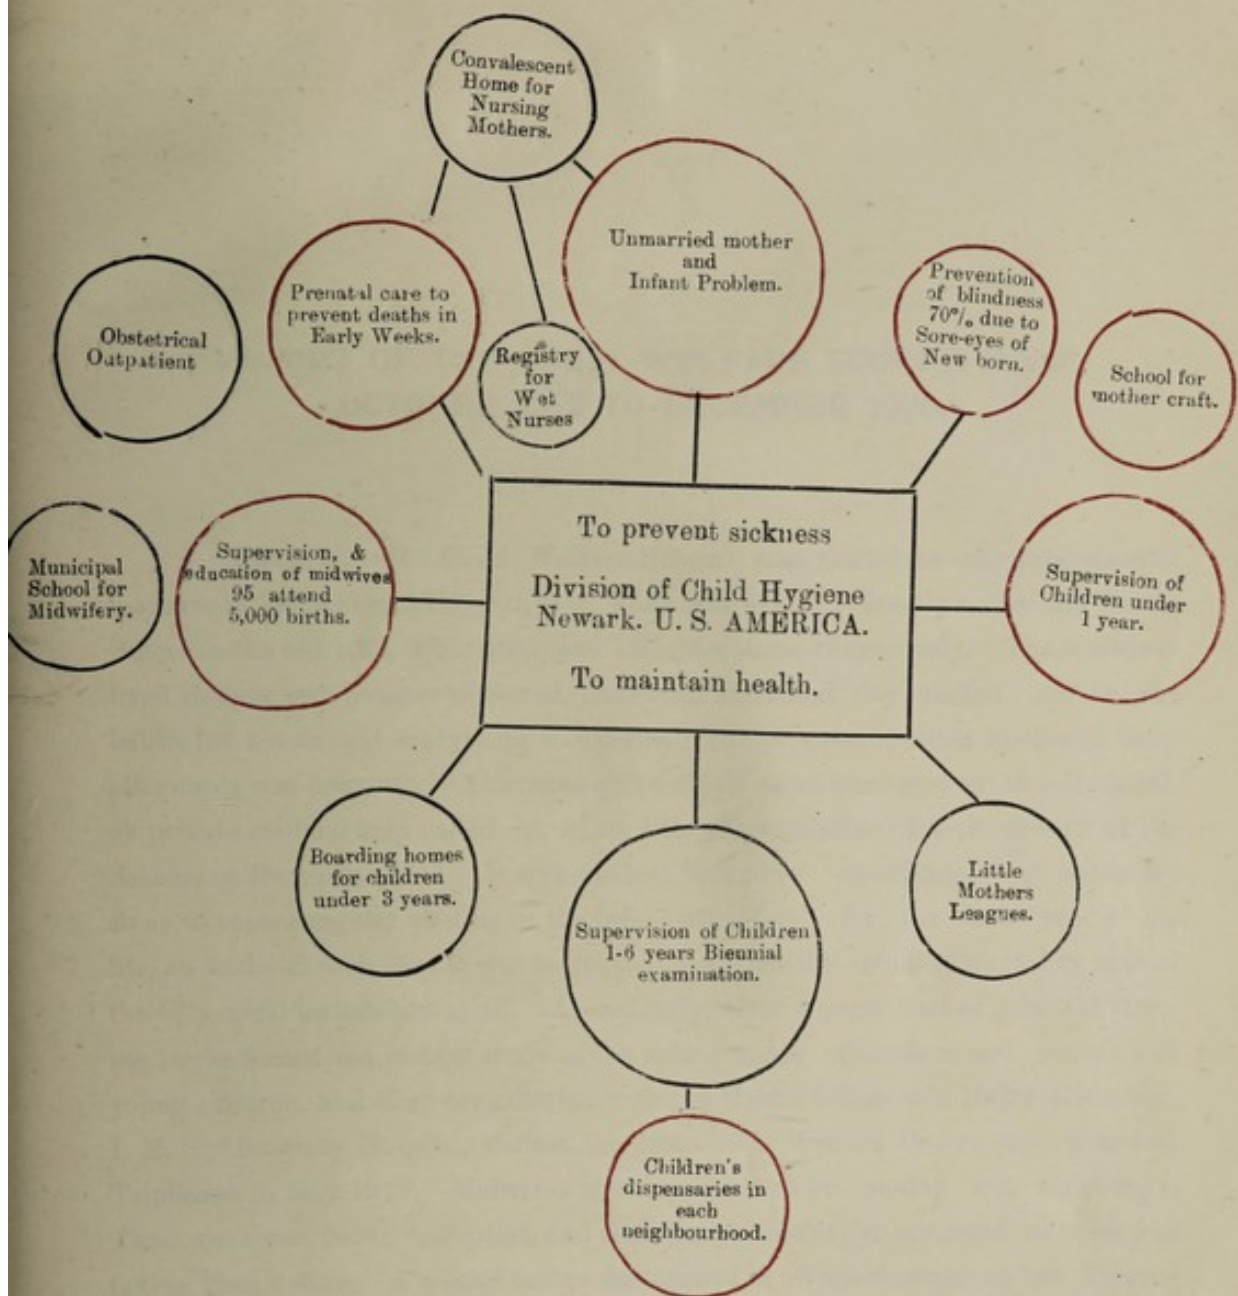 Convalescent
Home for
Nursing
Mothers.
Unmarried mother
and
Infant Problem.
Prenatal care to
prevent deaths in
Early Weeks.
Obstetrical
Outpatient
Registry
for
Wet
Nurses
Prevention
of blindness
70% due to
Sore-eyes of
New born.
School for
mother craft.
Municipal
School for
Midwifery.
Supervision, &
education of midwives
95 attend
5,000 births.
To prevent sickness
Division of Child Hygiene
Newark. U. S. AMERICA.
To maintain health.
Supervision of
Children under
1 year.
Boarding homes
for children
under 3 years.
Supervision of Children
1-6 years Biennial
examination.
Little
Mothers
Leagues.
Children's
dispensaries in
each
neighbourhood.